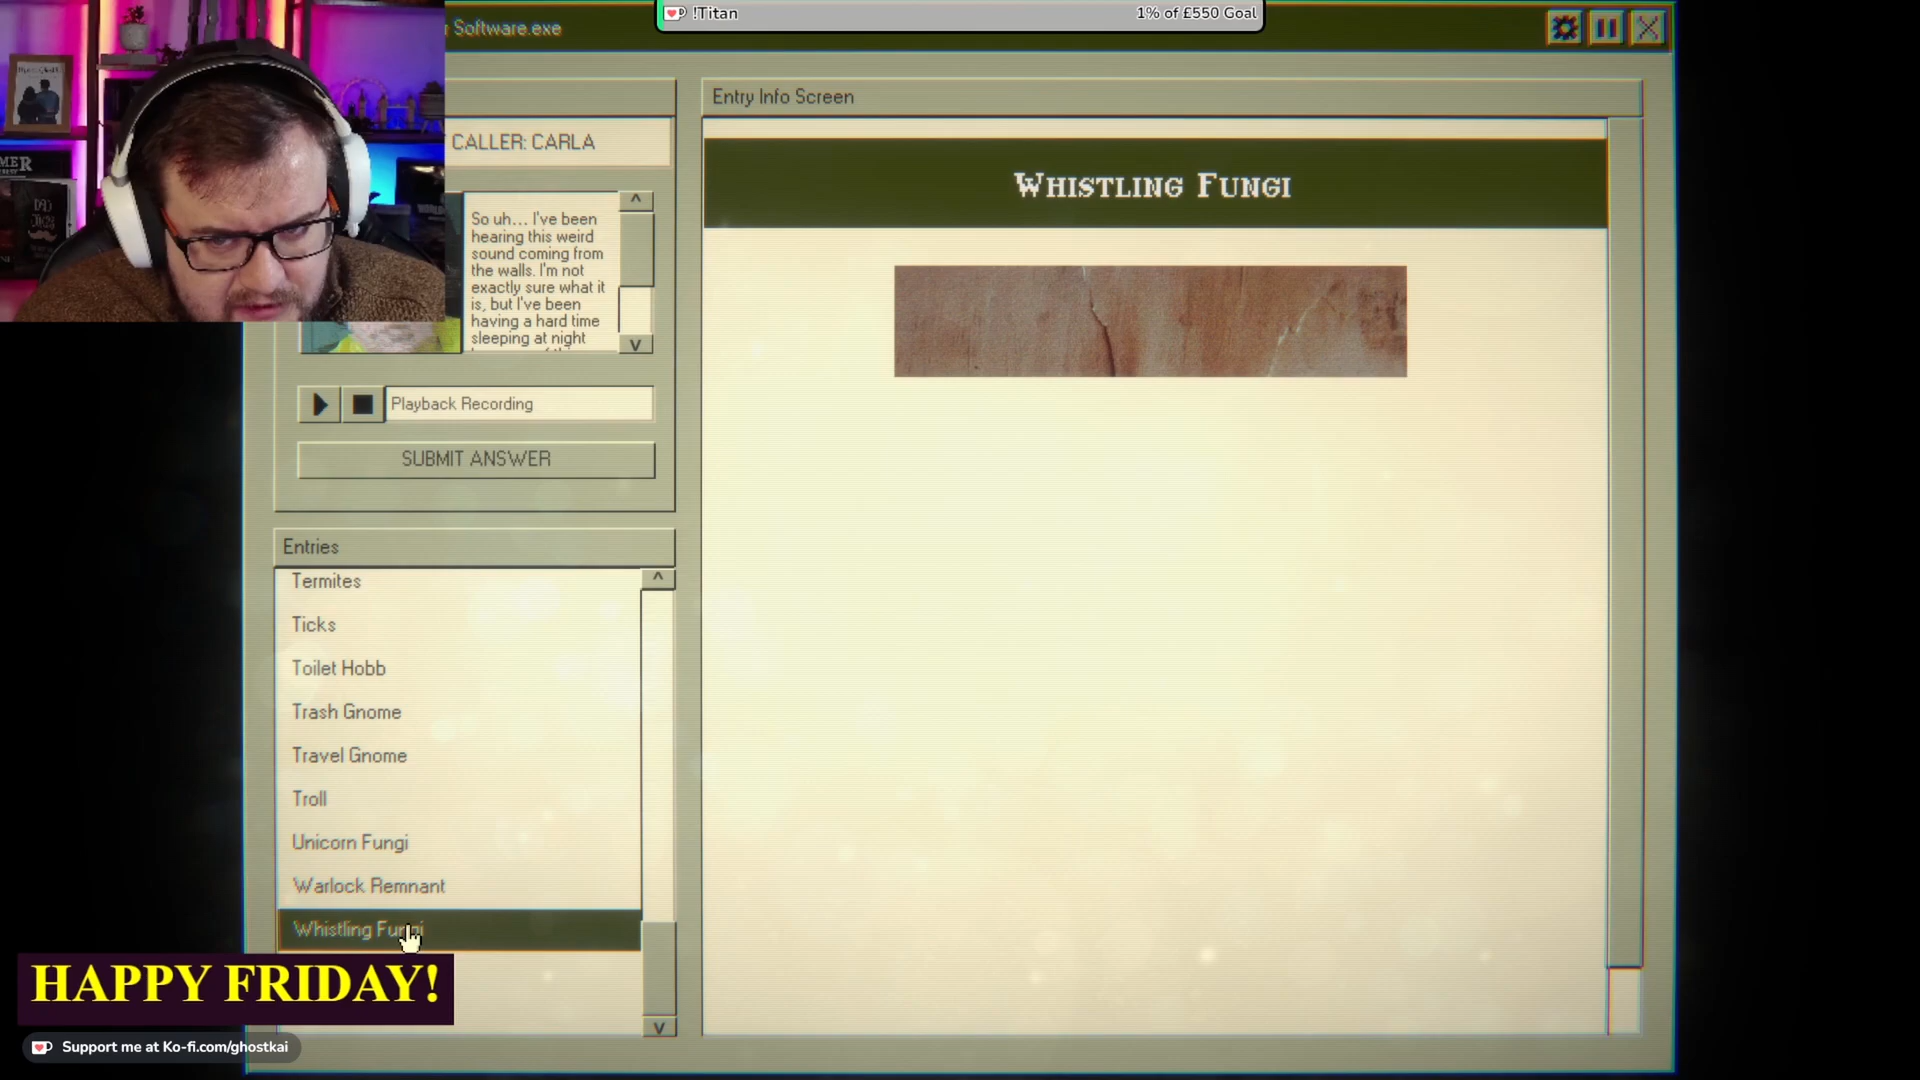 !Titan
1% of £550 Goal
r Software.exe
CALLER: CARLA
So uh... I've been
hearing this weird
sound coming from
the walls. I'm not
exactly sure what it
is, but I've been
having a hard time
sleeping at night
Playback Recording
SUBMIT ANSWER
Entries
Termites
Ticks
Toilet Hobb
Trash Gnome
Travel Gnome
Troll
Unicorn Fungi
Warlock Remnant
Whistling Fungi
Entry Info Screen
Whistling Fungi
HAPPY FRIDAY!
Support me at Ko-fi.com/ghostkai